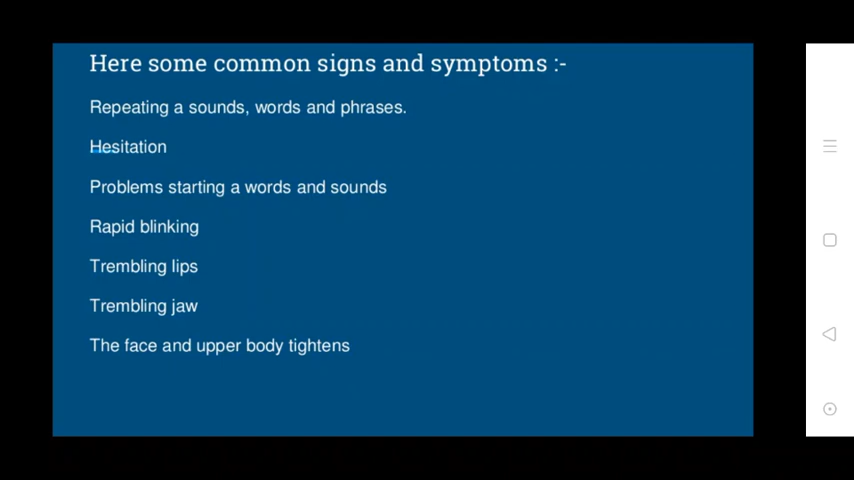 Here some common signs and symptoms :-
Repeating a sounds, words and phrases.
Hesitation
Problems starting a words and sounds
Rapid blinking
Trembling lips
Trembling jaw
The face and upper body tightens